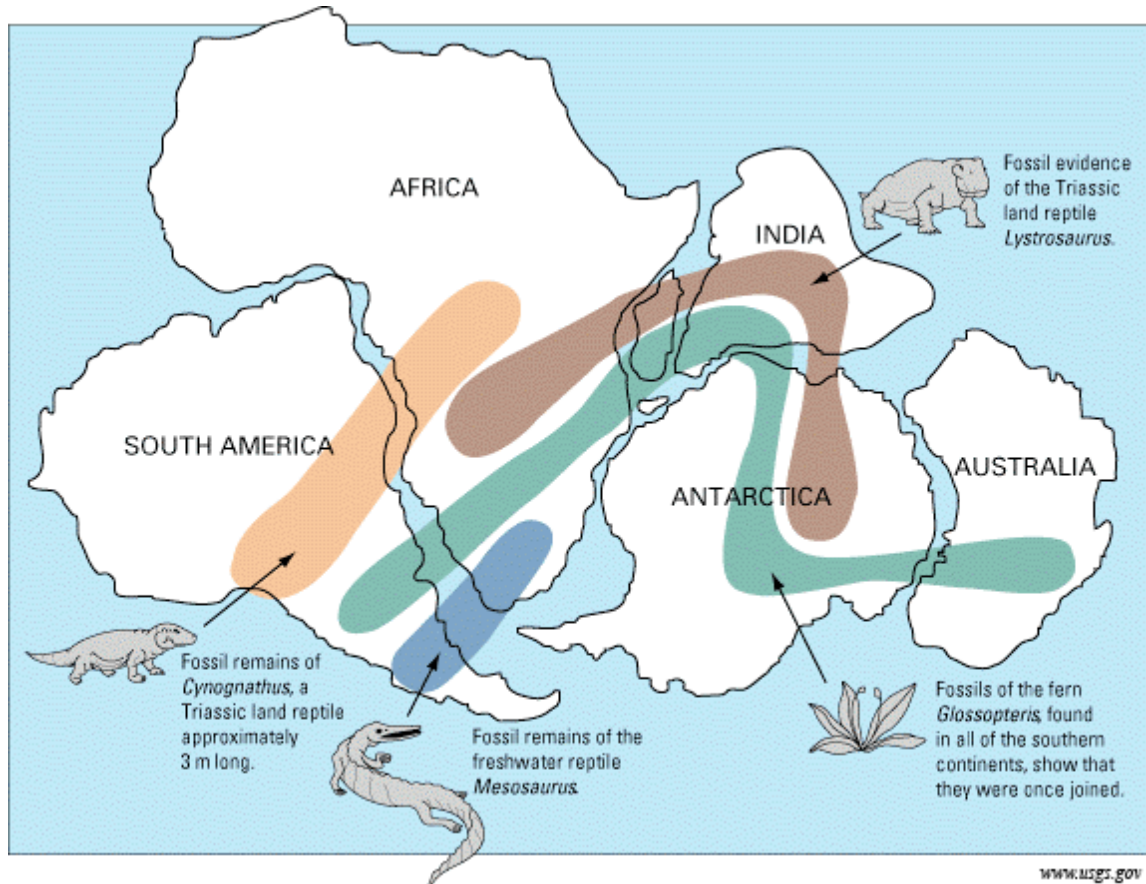 AFRICA
INDIA
Fossil evidence
of the Triassic
land reptile
Lystrosaurus.
SOUTH AMERICA
ANTARCTICA
AUSTRALIA
Fossil remains of
Cynognathus, a
Triassic land reptile
approximately
3 m long.
Fossil remains of the
freshwater reptile
Mesosaurus.
Fossils of the fern
Glossopteris, found
in all of the southern
continents, show that
they were once joined.
www.usgs.gov